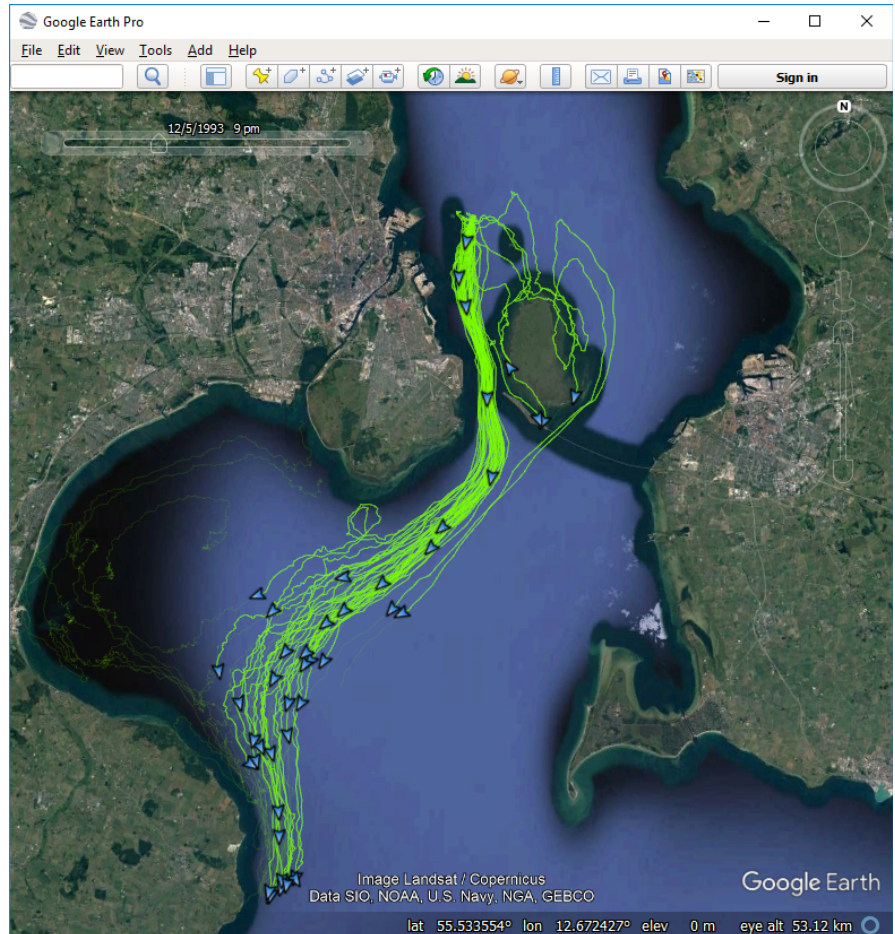 Google Earth Pro
File Edit View Tools Add Help
Sign in
12/5/1993 9 pm
N
Image Landsat / Copernicus
Data SIO, NOAA, U.S. Navy, NGA, GEBCO
Google Earth
lat 55.533554° lon 12.672427° elev 0 m eye alt 53.12 km